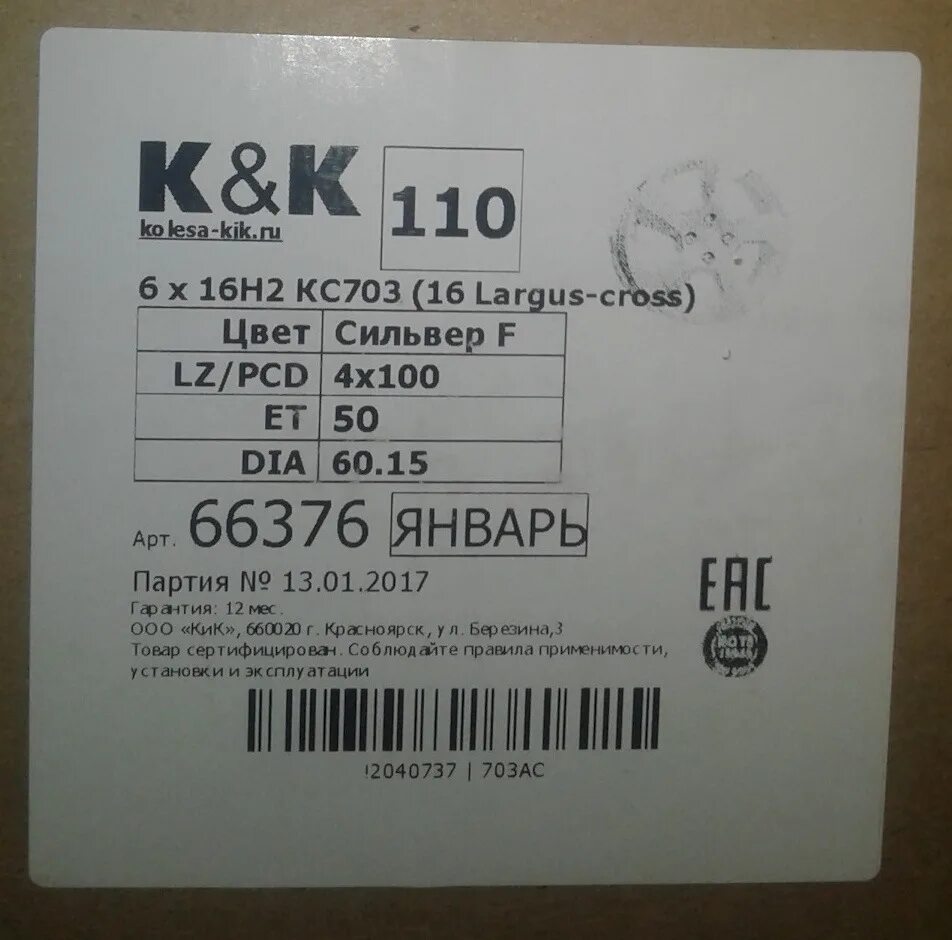 K&K
kolesa-kik.ru
110
6 x 16H2 КС703 (16 Largus-cross)
Цвет Сильвер F
LZ/PCD 4x100
ET 50
DIA 60.15
Арт. 66376 ЯНВАРЬ
Партия № 13.01.2017
Гарантия: 12 мес.
ООО «КиК», 660020 г. Красноярск, ул. Березина,3
Товар сертифицирован. Соблюдайте правила применимости,
установки и эксплуатации
EAC
!2040737 | 703AC